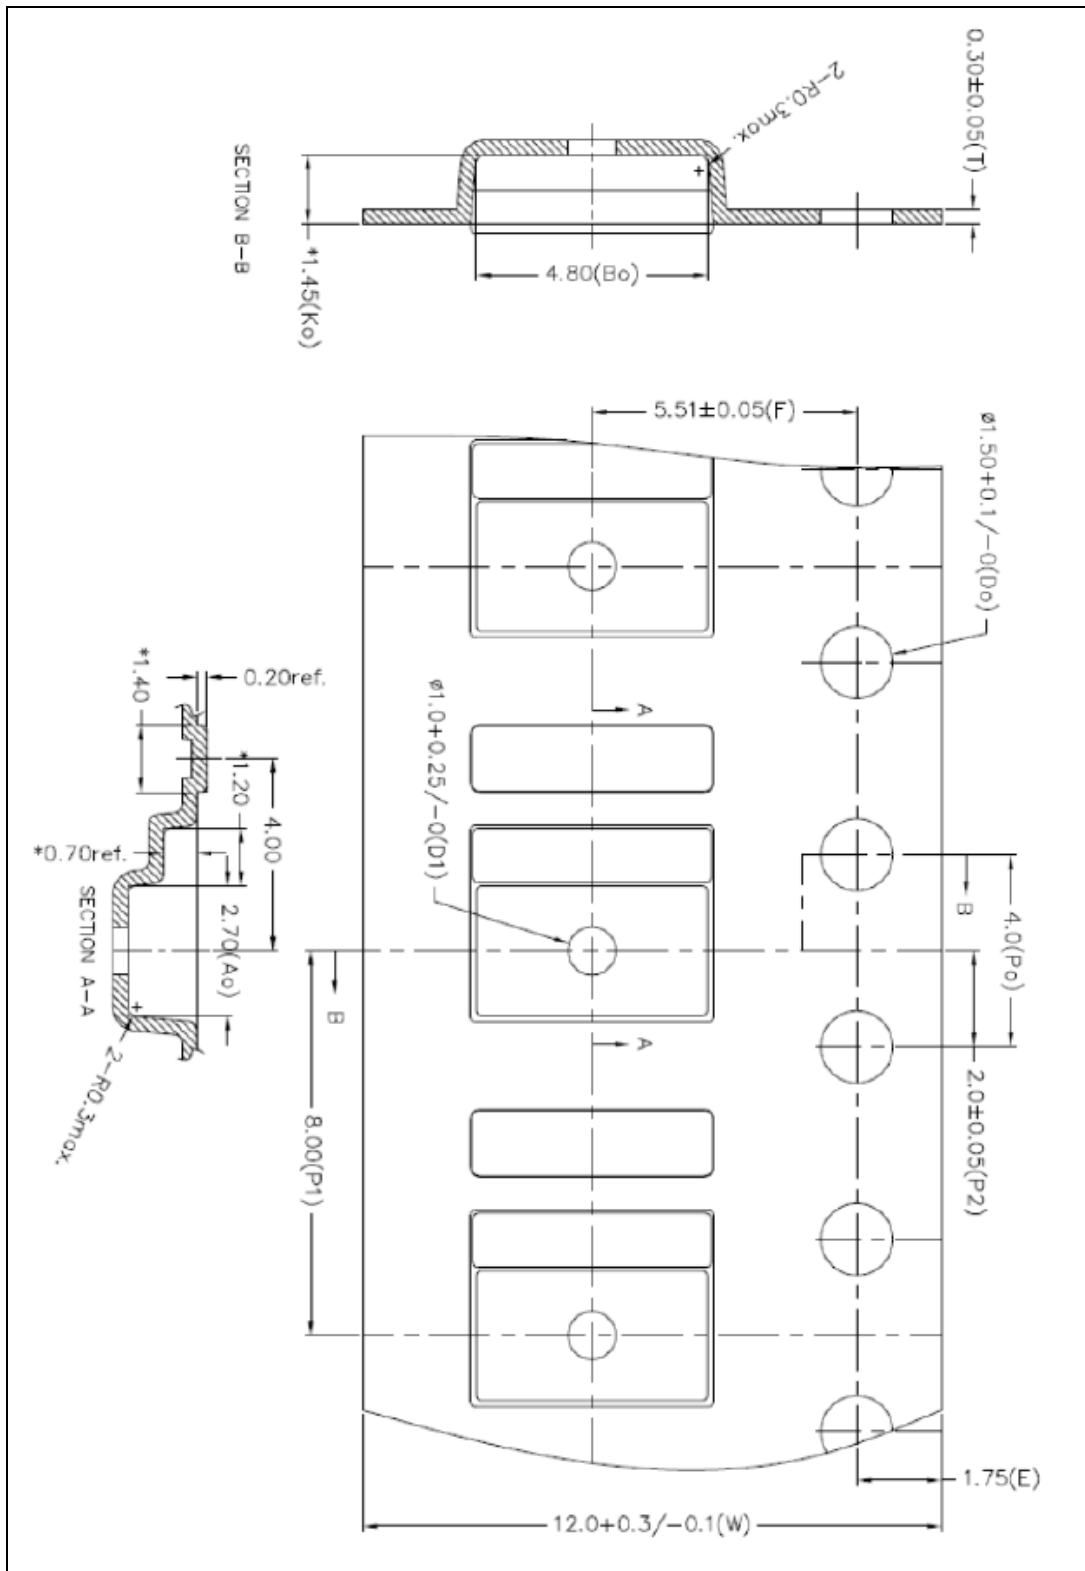 0.30±0.05(T)
2-R0.3max.
SECTION B-B
*1.45(Ko)
4.80(Bo)
5.51±0.05(F)
ø1.50+0.1/-0(Do)
*1.40
0.20ref.
*1.20
4.00
*0.70ref.
SECTION A-A
2.70(Ao)
2-R0.3max.
ø1.0+0.25/-0(D1)
A
A
B
B
4.0(Po)
2.0±0.05(P2)
8.00(P1)
1.75(E)
12.0+0.3/-0.1(W)